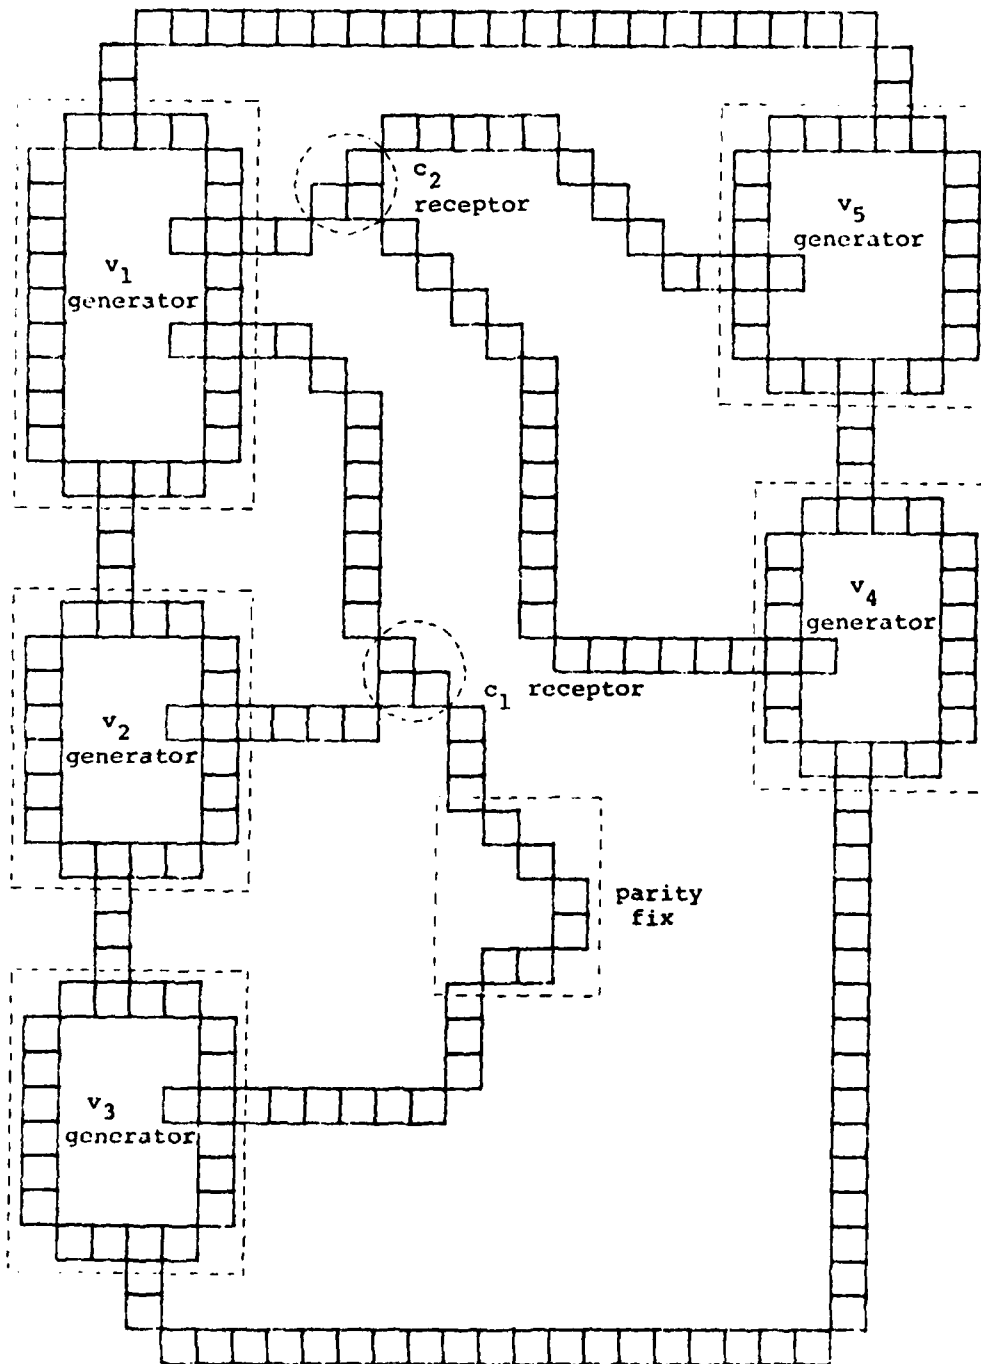 c2
receptor
v5
generator
v1
generator
v4
generator
c1 receptor
v2
generator
parity
fix
v3
generator